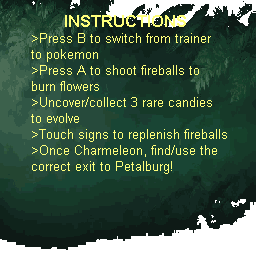 INSTRUCTIONS
>Press B to switch from trainer
to pokemon
>Press A to shoot fireballs to
burn flowers
>Uncover/collect 3 rare candies
to evolve
>Touch signs to replenish fireballs
>Once Charmeleon, find/use the
correct exit to Petalburg!